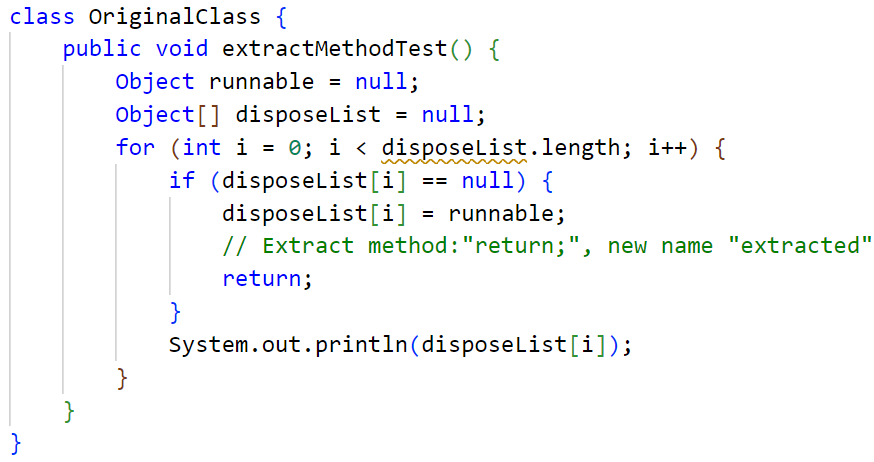 class OriginalClass {
    public void extractMethodTest() {
        Object runnable = null;
        Object[] disposeList = null;
        for (int i = 0; i < disposeList.length; i++) {
            if (disposeList[i] == null) {
                disposeList[i] = runnable;
                // Extract method:"return;", new name "extracted"
                return;
            }
            System.out.println(disposeList[i]);
        }
    }
}